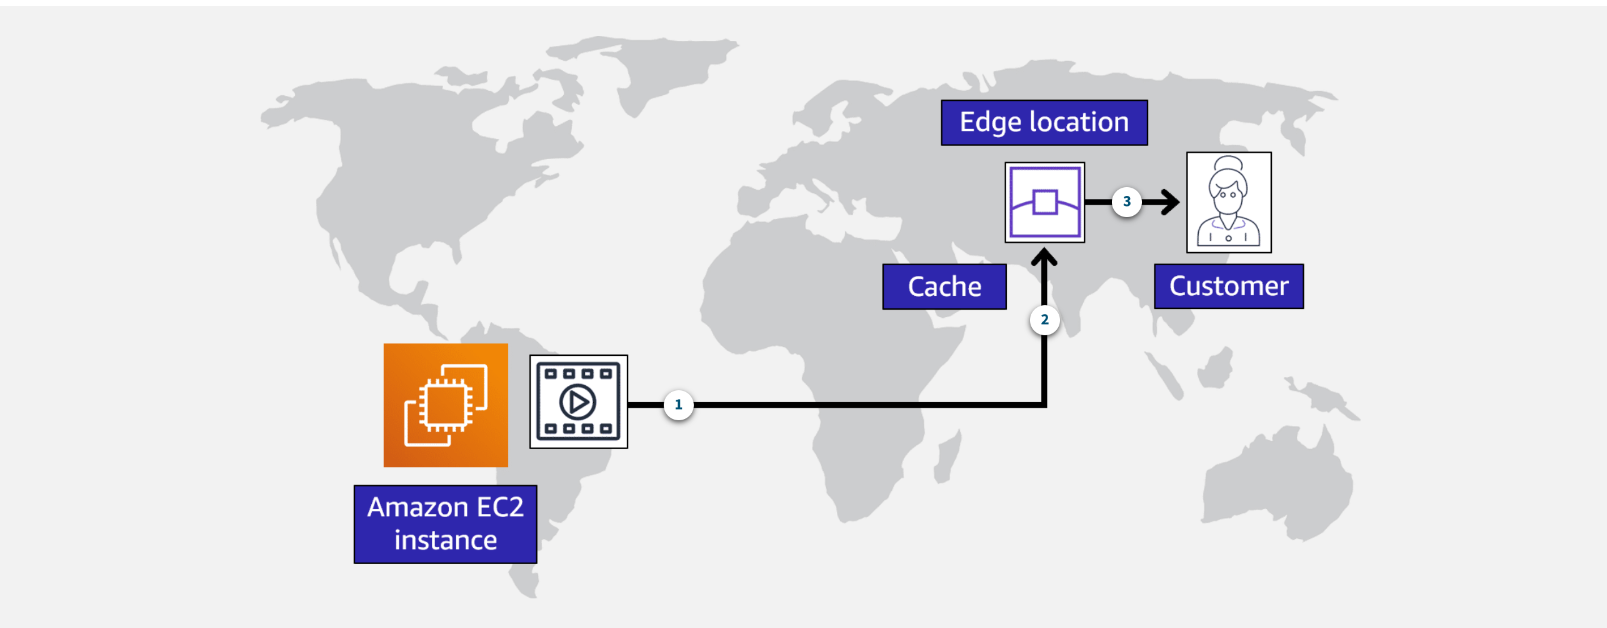 Edge location
3
Cache
Customer
2
1
Amazon EC2
instance